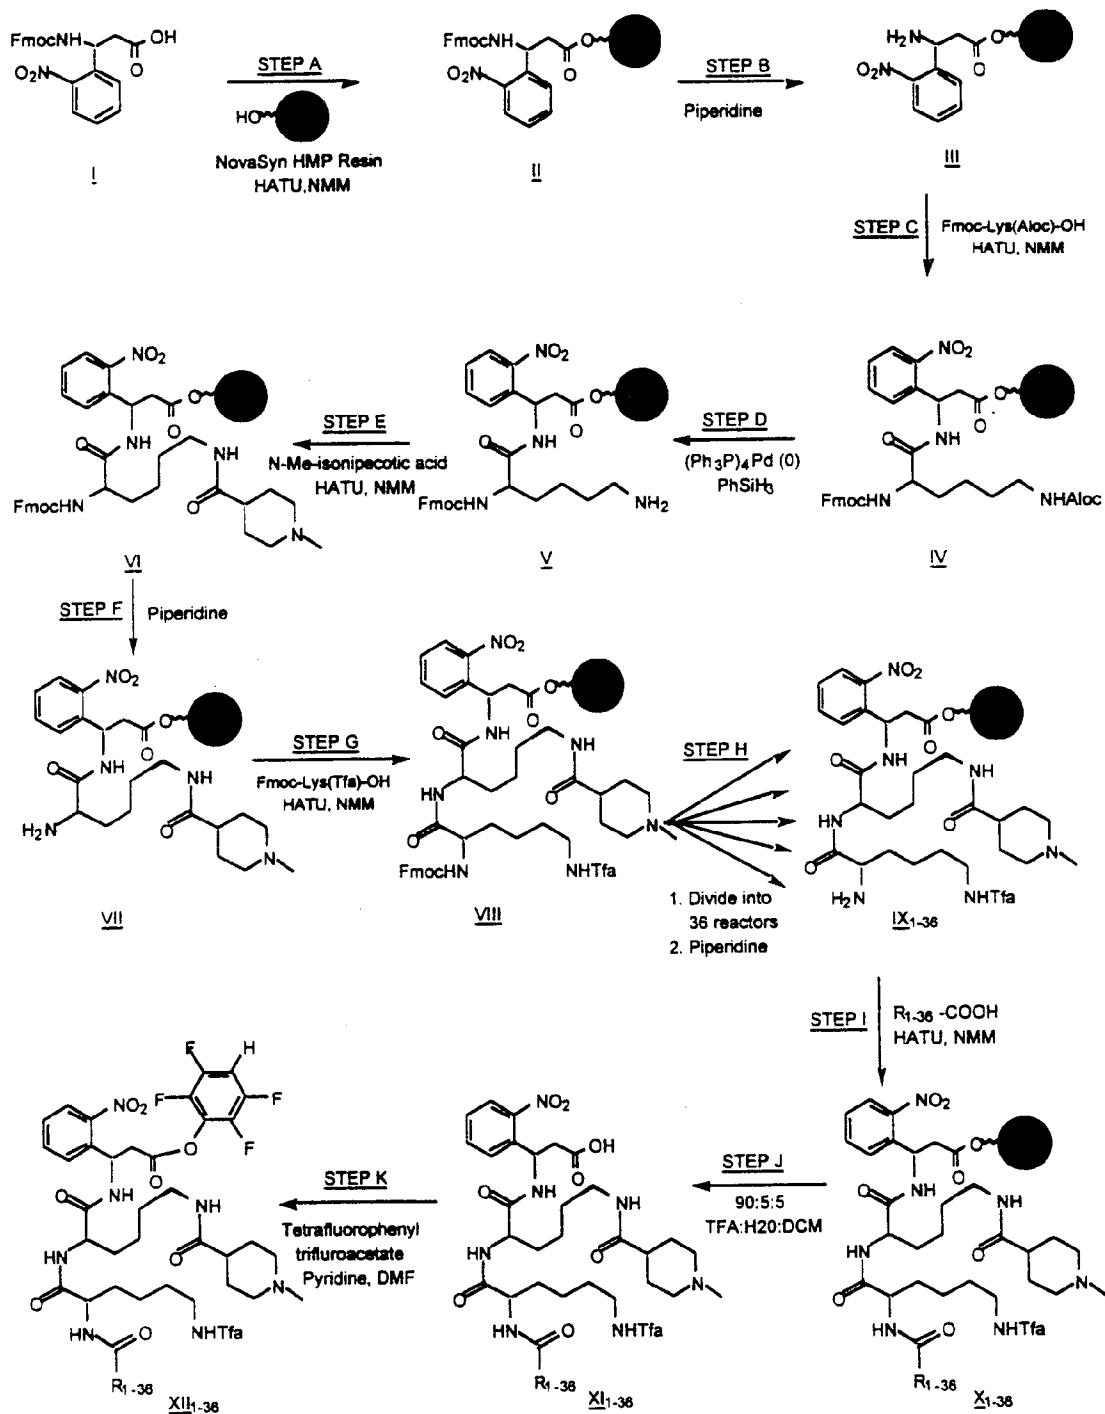 FmocHN
OH
O
O₂N
I
STEP A
HO
NovaSyn HMP Resin
HATU,NMM
FmocHN
O
O
O₂N
II
STEP B
Piperidine
H₂N
O
O
O₂N
III
STEP C
Fmoc-Lys(Aloc)-OH
HATU, NMM
NO₂
O
O
O
NH
FmocHN
NHAloc
IV
STEP D
(Ph₃P)₄Pd (0)
PhSiH₃
NO₂
O
O
O
NH
FmocHN
NH₂
V
STEP E
N-Me-isonipecotic acid
HATU, NMM
NO₂
O
O
O
NH
NH
FmocHN
O
N
VI
STEP F
Piperidine
NO₂
O
O
O
NH
NH
H₂N
O
N
VII
STEP G
Fmoc-Lys(Tfa)-OH
HATU, NMM
NO₂
O
O
O
NH
NH
HN
O
N
O
FmocHN
NHTfa
VIII
STEP H
1. Divide into
36 reactors
2. Piperidine
NO₂
O
O
O
NH
NH
HN
O
N
O
H₂N
NHTfa
IX₁₋₃₆
STEP I
R₁₋₃₆ -COOH
HATU, NMM
NO₂
O
O
O
NH
NH
HN
O
N
O
HN
O
NHTfa
R₁₋₃₆
X₁₋₃₆
STEP J
90:5:5
TFA:H20:DCM
NO₂
OH
O
O
NH
NH
HN
O
N
O
HN
O
NHTfa
R₁₋₃₆
XI₁₋₃₆
STEP K
Tetrafluorophenyl
trifluroacetate
Pyridine, DMF
F
H
F
F
F
NO₂
O
O
O
NH
NH
HN
O
N
O
NHTfa
HN
O
R₁₋₃₆
XII₁₋₃₆